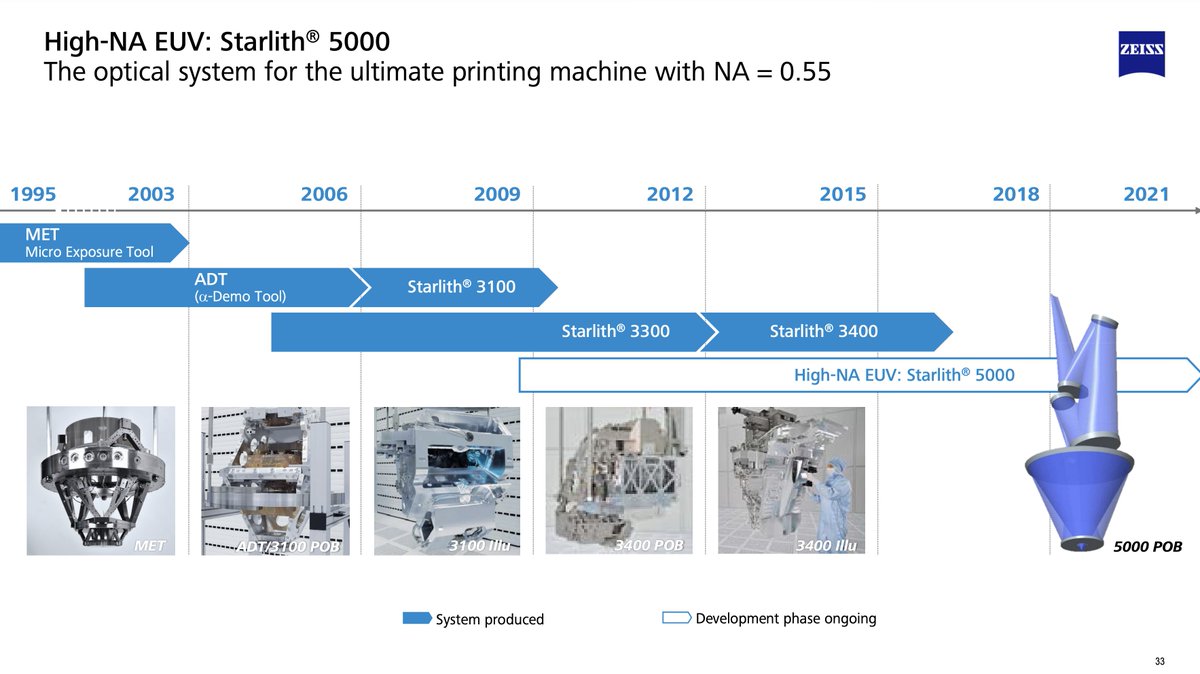 High-NA EUV: Starlith® 5000
The optical system for the ultimate printing machine with NA = 0.55
ZEISS
1995 2003 2006 2009 2012 2015 2018 2021
MET
Micro Exposure Tool
ADT
(α-Demo Tool)
Starlith® 3100
Starlith® 3300
Starlith® 3400
High-NA EUV: Starlith® 5000
MET
ADT/3100 POB
3100 Illu
3400 POB
3400 Illu
5000 POB
System produced
Development phase ongoing
33